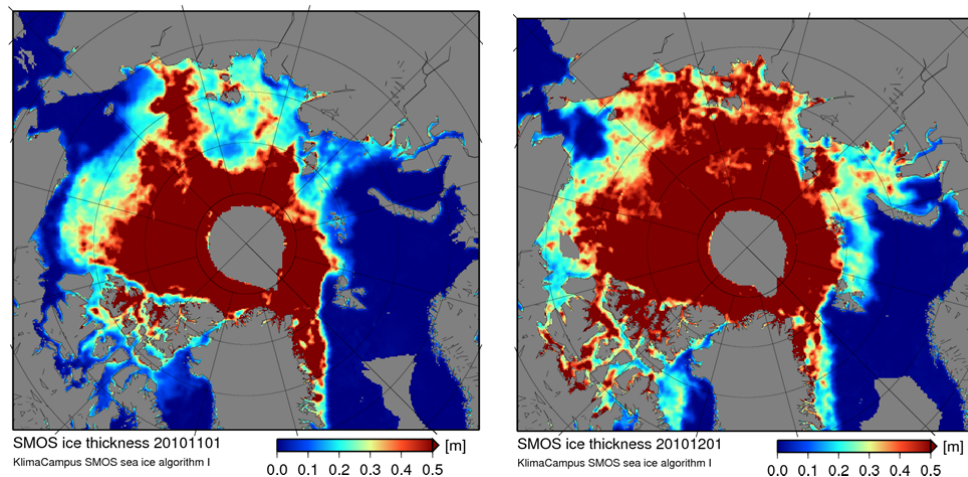 SMOS ice thickness 20101101
KlimaCampus SMOS sea ice algorithm I
[m]
0.0 0.1 0.2 0.3 0.4 0.5
SMOS ice thickness 20101201
KlimaCampus SMOS sea ice algorithm I
[m]
0.0 0.1 0.2 0.3 0.4 0.5